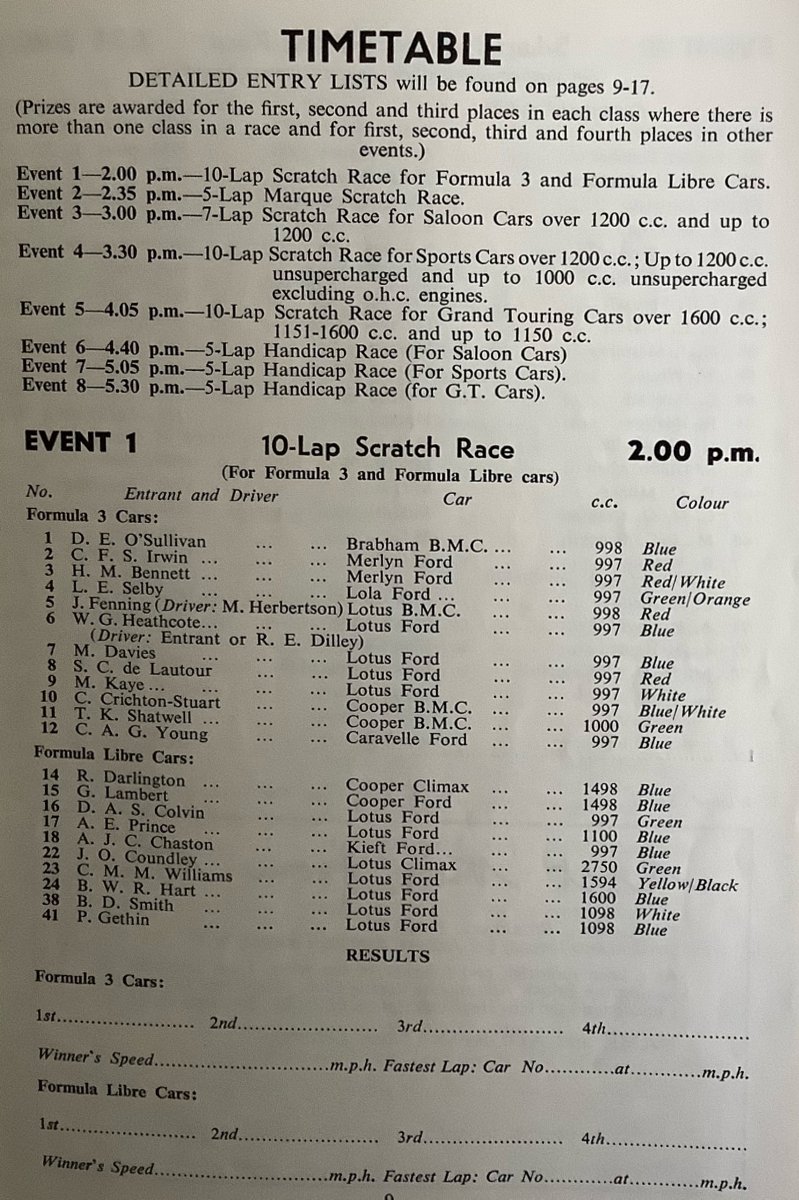 TIMETABLE
DETAILED ENTRY LISTS will be found on pages 9-17.
(Prizes are awarded for the first, second and third places in each class where there is
more than one class in a race and for first, second, third and fourth places in other
events.)
Event 1—2.00 p.m.—10-Lap Scratch Race for Formula 3 and Formula Libre Cars.
Event 2—2.35 p.m.—5-Lap Marque Scratch Race.
Event 3—3.00 p.m.—7-Lap Scratch Race for Saloon Cars over 1200 c.c. and up to
1200 c.c.
Event 4—3.30 p.m.—10-Lap Scratch Race for Sports Cars over 1200 c.c.; Up to 1200 c.c.
unsupercharged and up to 1000 c.c. unsupercharged
excluding o.h.c. engines.
Event 5—4.05 p.m.—10-Lap Scratch Race for Grand Touring Cars over 1600 c.c.;
1151-1600 c.c. and up to 1150 c.c.
Event 6—4.40 p.m.—5-Lap Handicap Race (For Saloon Cars)
Event 7—5.05 p.m.—5-Lap Handicap Race (For Sports Cars).
Event 8—5.30 p.m.—5-Lap Handicap Race (for G.T. Cars).
EVENT 1 10-Lap Scratch Race 2.00 p.m.
(For Formula 3 and Formula Libre cars)
No. Entrant and Driver Car c.c. Colour
Formula 3 Cars:
1 D. E. O'Sullivan ... ... Brabham B.M.C. ... ... 998 Blue
2 C. F. S. Irwin ... ... ... Merlyn Ford ... ... 997 Red
3 H. M. Bennett ... ... ... Merlyn Ford ... ... 997 Red/White
4 L. E. Selby ... ... Lola Ford ... ... ... 997 Green/Orange
5 J. Fenning (Driver: M. Herbertson) Lotus B.M.C. ... ... 998 Red
6 W. G. Heathcote... ... ... Lotus Ford ... ... 997 Blue
(Driver: Entrant or R. E. Dilley)
7 M. Davies ... ... ... Lotus Ford ... ... 997 Blue
8 S. C. de Lautour ... ... Lotus Ford ... ... 997 Red
9 M. Kaye ... ... ... ... Lotus Ford ... ... 997 White
10 C. Crichton-Stuart ... ... Cooper B.M.C. ... ... 997 Blue/White
11 T. K. Shatwell ... ... ... Cooper B.M.C. ... ... 1000 Green
12 C. A. G. Young ... ... Caravelle Ford ... ... 997 Blue
Formula Libre Cars:
14 R. Darlington ... ... ... Cooper Climax ... ... 1498 Blue
15 G. Lambert ... ... ... Cooper Ford ... ... 1498 Blue
16 D. A. S. Colvin ... ... Lotus Ford ... ... 997 Green
17 A. E. Prince ... ... ... Lotus Ford ... ... 1100 Blue
18 A. J. C. Chaston ... ... Kieft Ford... ... ... 997 Blue
22 J. O. Coundley ... ... ... Lotus Climax ... ... 2750 Green
23 C. M. M. Williams ... ... Lotus Ford ... ... 1594 Yellow/Black
24 B. W. R. Hart ... ... ... Lotus Ford ... ... 1600 Blue
38 B. D. Smith ... ... ... Lotus Ford ... ... 1098 White
41 P. Gethin ... ... ... Lotus Ford ... ... 1098 Blue
RESULTS
Formula 3 Cars:
1st........................ 2nd........................ 3rd........................ 4th........................
Winner's Speed..............................m.p.h. Fastest Lap: Car No............at............m.p.h.
Formula Libre Cars:
1st........................ 2nd........................ 3rd........................ 4th........................
Winner's Speed..............................m.p.h. Fastest Lap: Car No............at............m.p.h.